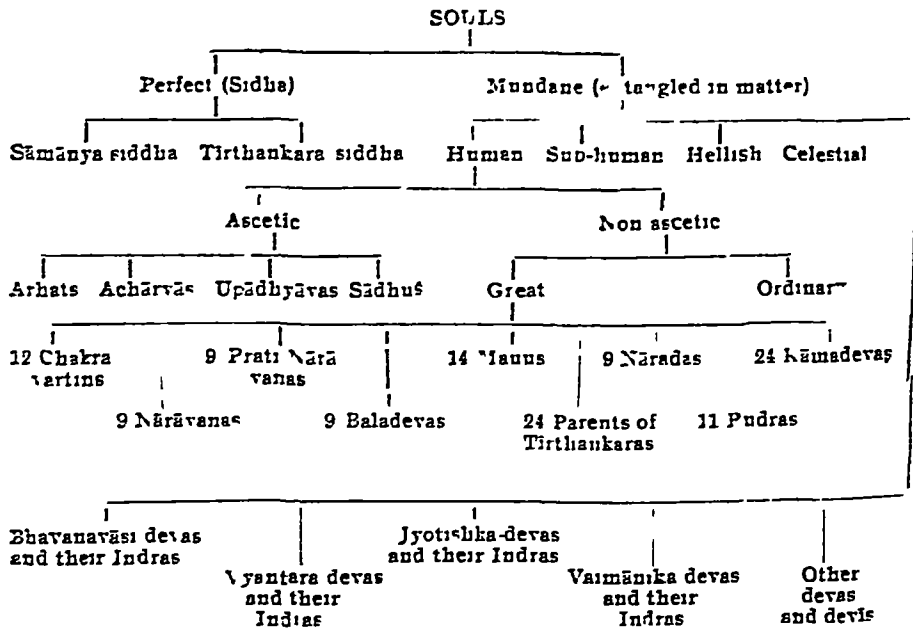 SOULS
Perfect (Sidha) Mundane (entangled in matter)
Sāmānya siddha Tīrthankara siddha Human Sub-human Hellish Celestial
Ascetic Non ascetic
Arhats Achāryās Upādhyāyas Sādhus Great Ordinary
12 Chakra 9 Prati Nārā 14 Manus 9 Nāradas 24 Kāmadevas
vartins yanas
9 Nārāyanas 9 Baladevas 24 Parents of 11 Rudras
Tīrthankaras
Bhavanavāsi devas Jyotishka-devas
and their Indras and their Indras
Vyantara devas Vaimānika devas Other
and their and their devas
Indras Indras and devis